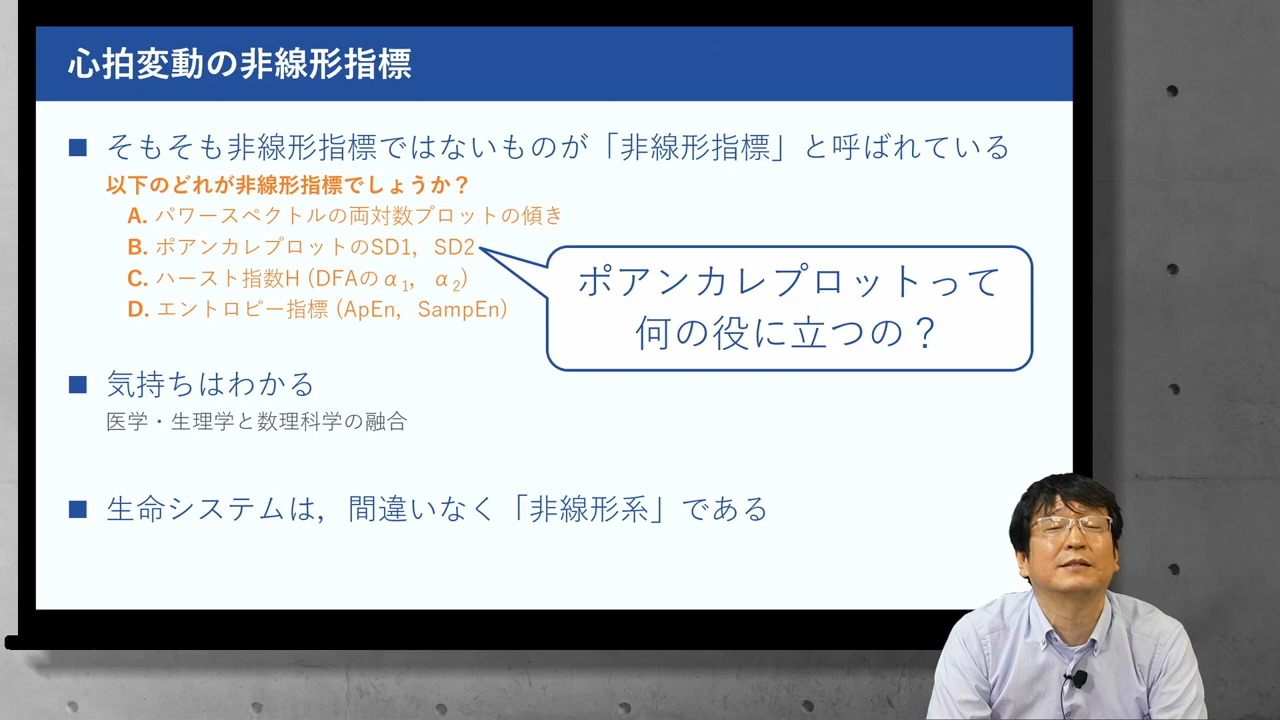 心拍変動の非線形指標
■ そもそも非線形指標ではないものが「非線形指標」と呼ばれている
以下のどれが非線形指標でしょうか？
A. パワースペクトルの両対数プロットの傾き
B. ポアンカレプロットのSD1，SD2
C. ハースト指数H (DFAのα₁，α₂)
D. エントロピー指標 (ApEn，SampEn)
ポアンカレプロットって
何の役に立つの？
■ 気持ちはわかる
医学・生理学と数理科学の融合
■ 生命システムは，間違いなく「非線形系」である